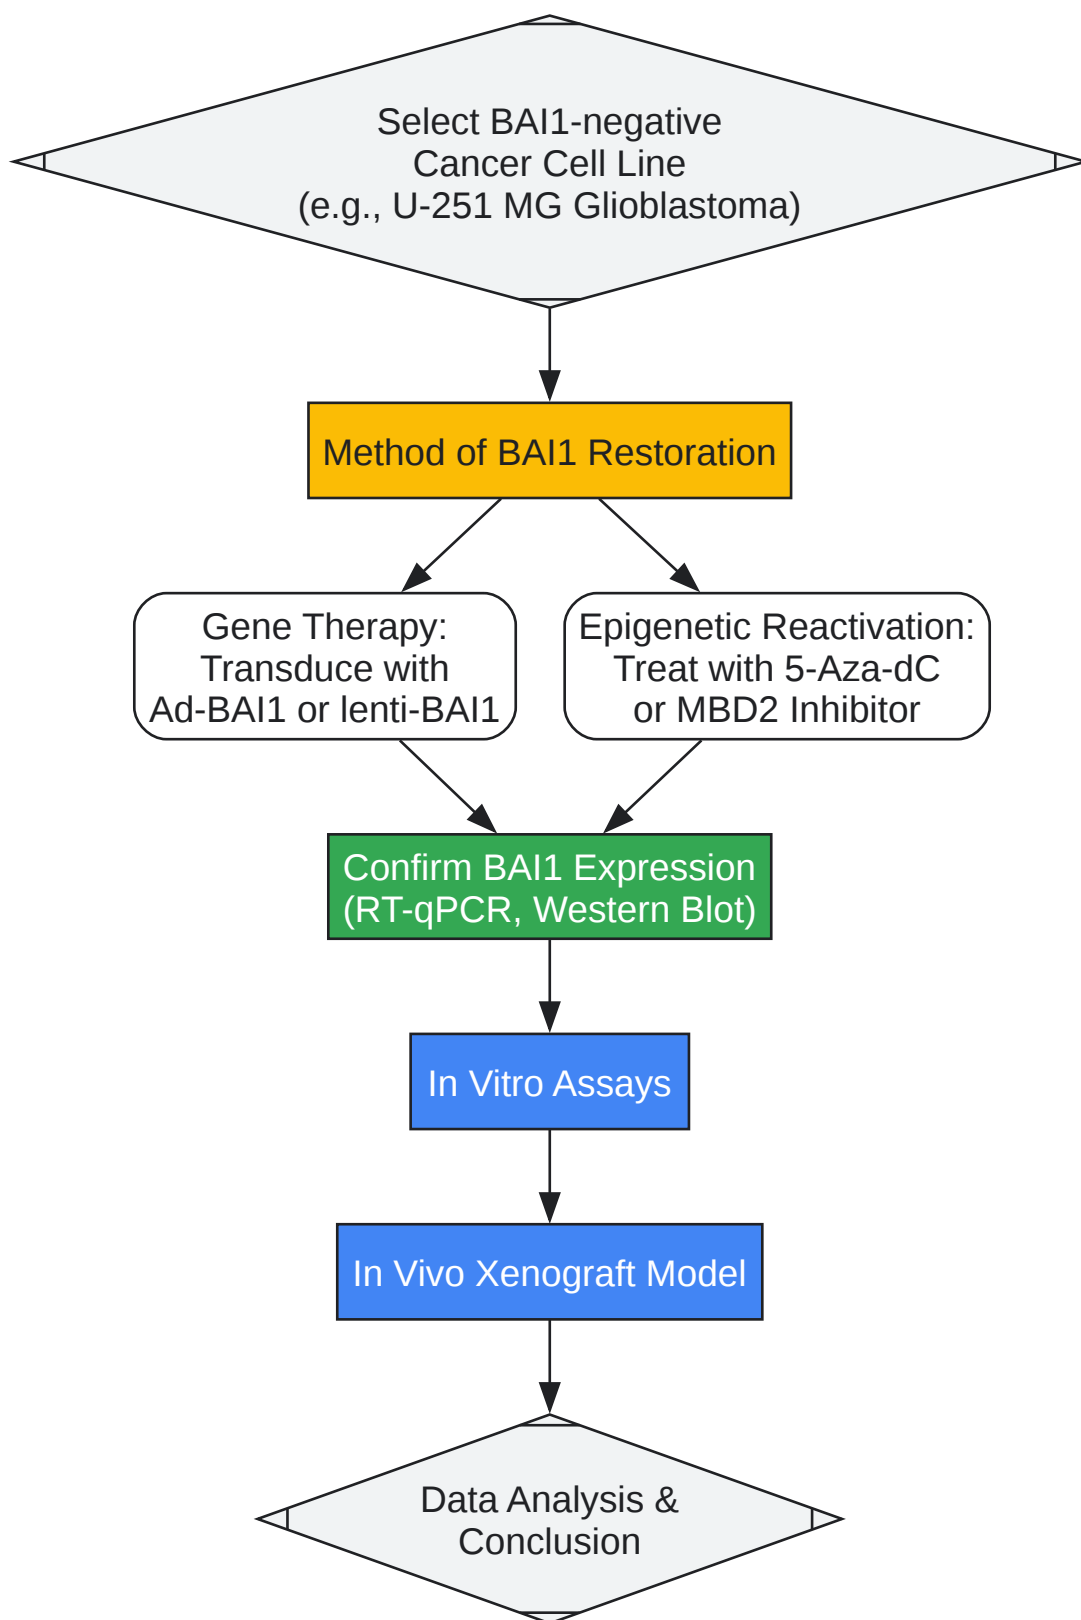 Select BAI1-negative
Cancer Cell Line
(e.g., U-251 MG Glioblastoma)
Method of BAI1 Restoration
Gene Therapy:
Transduce with
Ad-BAI1 or lenti-BAI1
Epigenetic Reactivation:
Treat with 5-Aza-dC
or MBD2 Inhibitor
Confirm BAI1 Expression
(RT-qPCR, Western Blot)
In Vitro Assays
In Vivo Xenograft Model
Data Analysis &
Conclusion